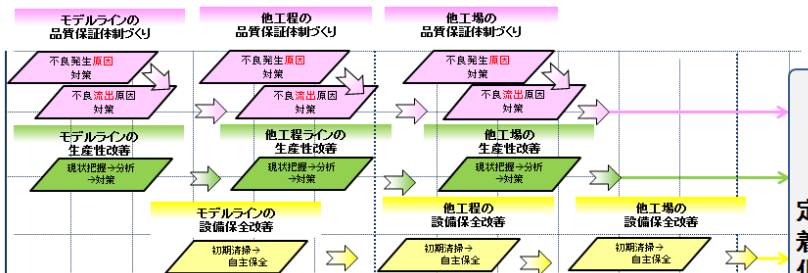 モデルラインの
品質保証体制づくり
他工程の
品質保証体制づくり
他工場の
品質保証体制づくり
不良発生原因
対策
不良発生原因
対策
不良発生原因
対策
不良流出原因
対策
不良流出原因
対策
不良流出原因
対策
モデルラインの
生産性改善
他工程ラインの
生産性改善
他工場の
生産性改善
現状把握→分析
→対策
現状把握→分析
→対策
現状把握→分析
→対策
モデルラインの
設備保全改善
他工程の
設備保全改善
他工場の
設備保全改善
初期清掃→
自主保全
初期清掃→
自主保全
初期清掃→
自主保全
定
着